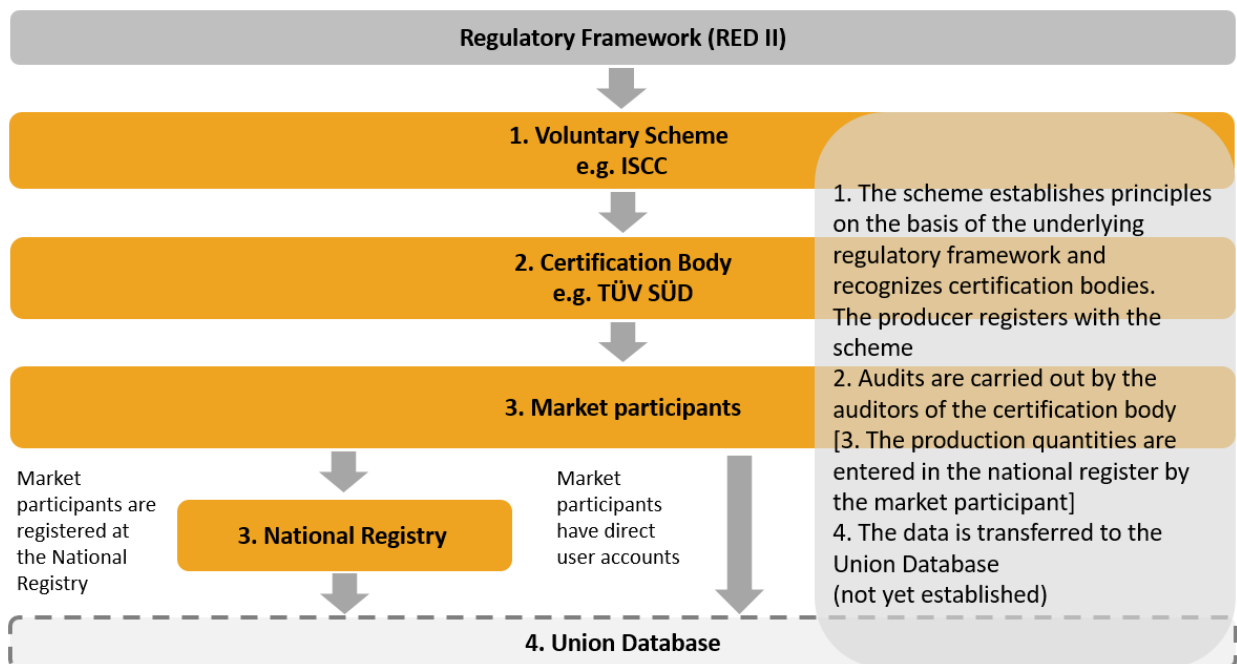 Regulatory Framework (RED II)
1. Voluntary Scheme
e.g. ISCC
2. Certification Body
e.g. TÜV SÜD
3. Market participants
Market
participants are
registered at
the National
Registry
3. National Registry
Market
participants
have direct
user accounts
4. Union Database
1. The scheme establishes principles
on the basis of the underlying
regulatory framework and
recognizes certification bodies.
The producer registers with the
scheme
2. Audits are carried out by the
auditors of the certification body
[3. The production quantities are
entered in the national register by
the market participant]
4. The data is transferred to the
Union Database
(not yet established)